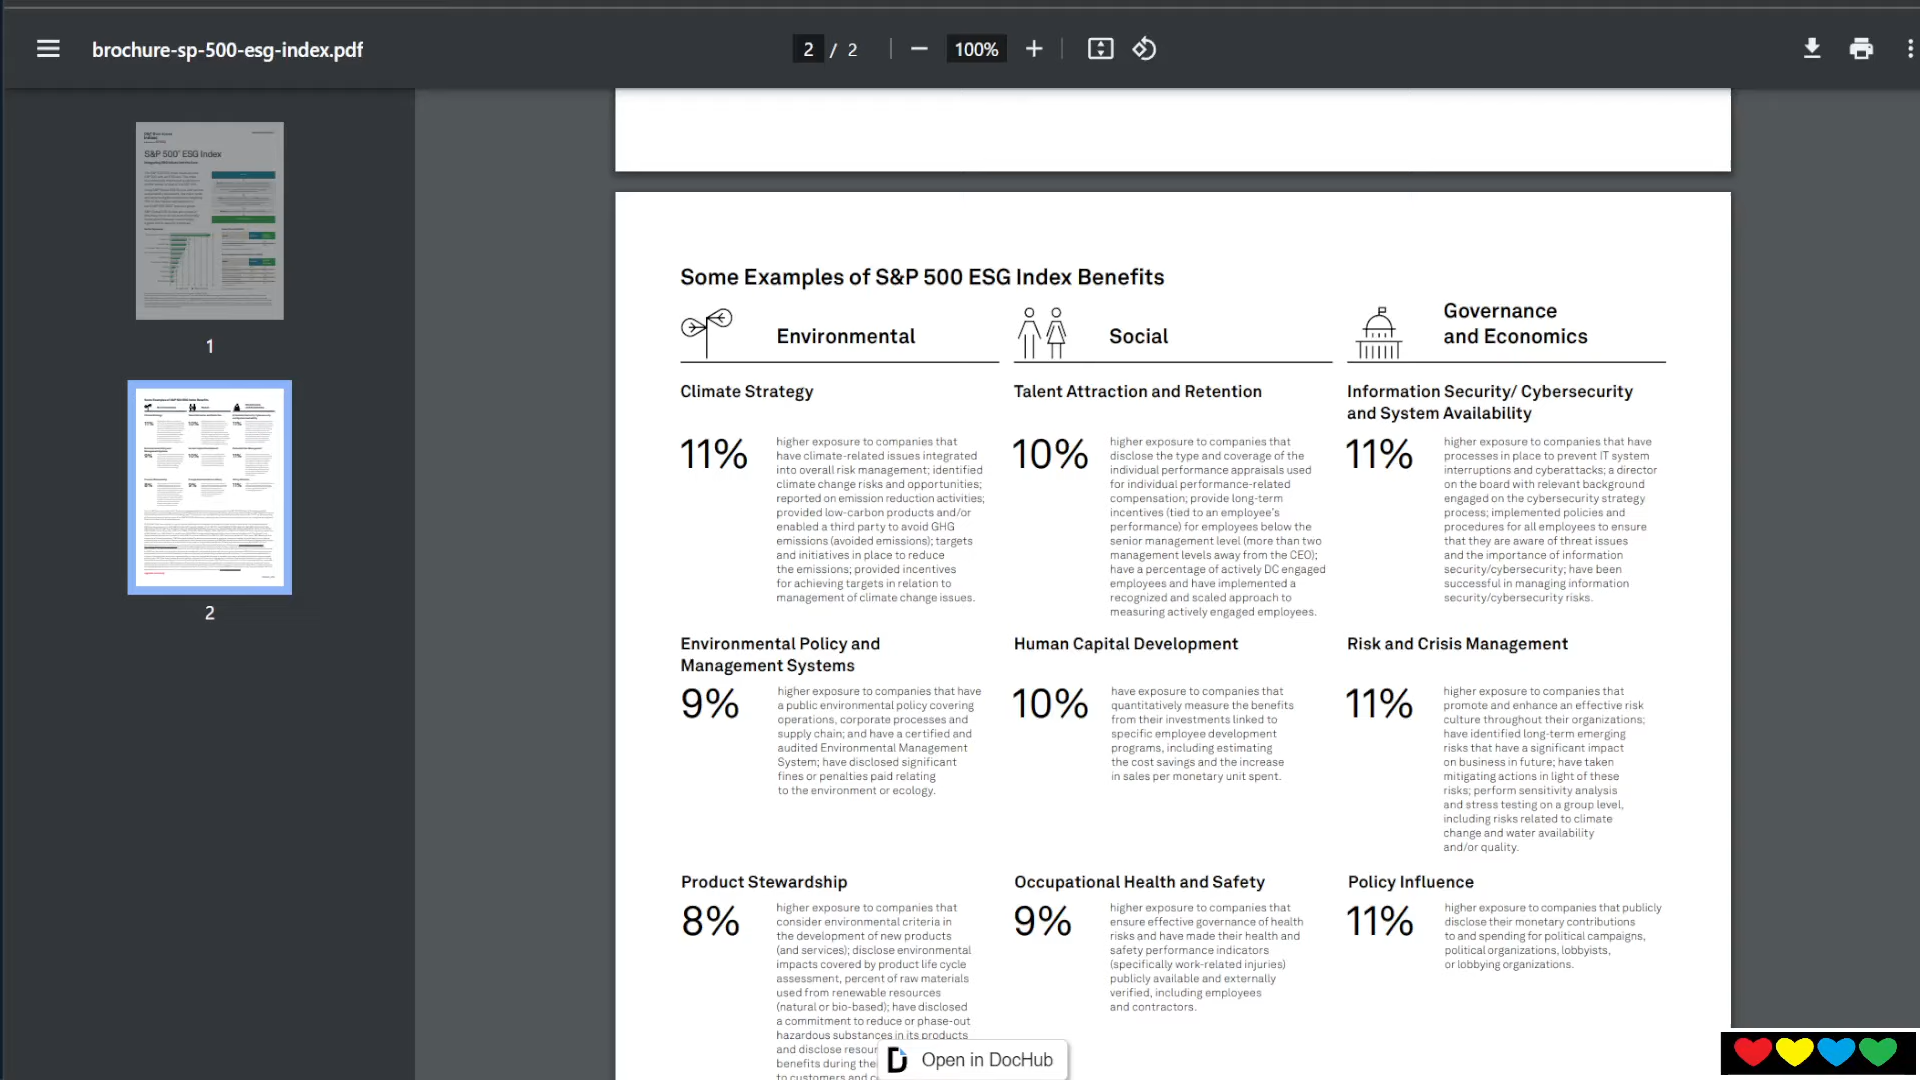 brochure-sp-500-esg-index.pdf
2 / 2
100%
S&P 500® ESG Index
1
2
Some Examples of S&P 500 ESG Index Benefits
Environmental
Climate Strategy
11%
higher exposure to companies that
have climate-related issues integrated
into overall risk management; identified
climate change risks and opportunities;
reported on emission reduction activities;
provided low-carbon products and/or
enabled a third party to avoid GHG
emissions (avoided emissions); targets
and initiatives in place to reduce
the emissions; provided incentives
for achieving targets in relation to
management of climate change issues.
Environmental Policy and
Management Systems
9%
higher exposure to companies that have
a public environmental policy covering
operations, corporate processes and
supply chain; and have a certified and
audited Environmental Management
System; have disclosed significant
fines or penalties paid relating
to the environment or ecology.
Product Stewardship
8%
higher exposure to companies that
consider environmental criteria in
the development of new products
(and services); disclose environmental
impacts covered by product life cycle
assessment, percent of raw materials
used from renewable resources
(natural or bio-based); have disclosed
a commitment to reduce or phase-out
hazardous substances in its products
and disclose
benefits during
to customers and
Social
Talent Attraction and Retention
10%
higher exposure to companies that
disclose the type and coverage of the
individual performance appraisals used
for individual performance-related
compensation; provide long-term
incentives (tied to an employee's
performance) for employees below the
senior management level (more than two
management levels away from the CEO);
have a percentage of actively DC engaged
employees and have implemented a
recognized and scaled approach to
measuring actively engaged employees.
Human Capital Development
10%
have exposure to companies that
quantitatively measure the benefits
from their investments linked to
specific employee development
programs, including estimating
the cost savings and the increase
in sales per monetary unit spent.
Occupational Health and Safety
9%
higher exposure to companies that
ensure effective governance of health
risks and have made their health and
safety performance indicators
(specifically work-related injuries)
publicly available and externally
verified, including employees
and contractors.
Governance
and Economics
Information Security/ Cybersecurity
and System Availability
11%
higher exposure to companies that have
processes in place to prevent IT system
interruptions and cyberattacks; a director
on the board with relevant background
engaged on the cybersecurity strategy
process; implemented policies and
procedures for all employees to ensure
that they are aware of threat issues
and the importance of information
security/cybersecurity; have been
successful in managing information
security/cybersecurity risks.
Risk and Crisis Management
11%
higher exposure to companies that
promote and enhance an effective risk
culture throughout their organizations;
have identified long-term emerging
risks that have a significant impact
on business in future; have taken
mitigating actions in light of these
risks; perform sensitivity analysis
and stress testing on a group level,
including risks related to climate
change and water availability
and/or quality.
Policy Influence
11%
higher exposure to companies that publicly
disclose their monetary contributions
to and spending for political campaigns,
political organizations, lobbyists,
or lobbying organizations.
Open in DocHub